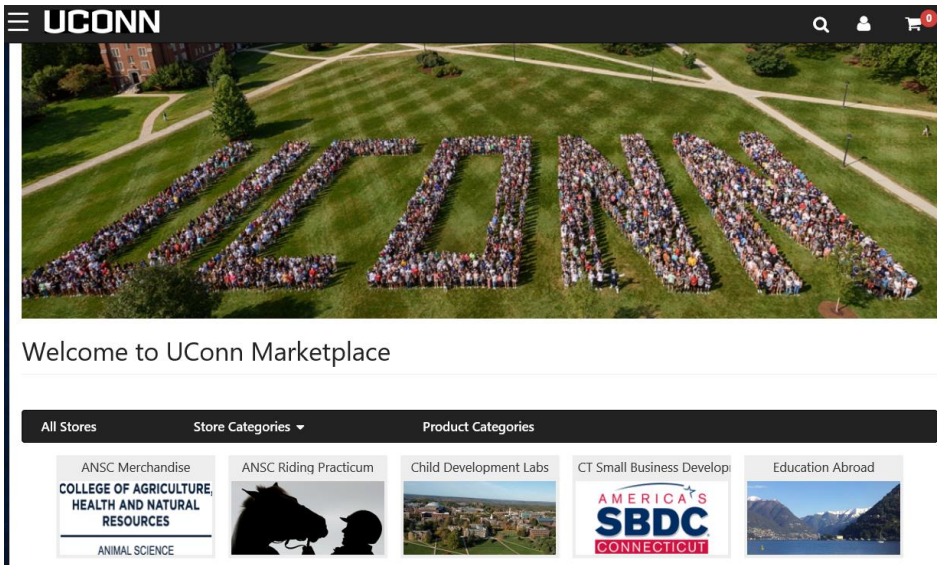 UCONN
0
UCONN
Welcome to UConn Marketplace
All Stores
Store Categories
Product Categories
ANSC Merchandise
ANSC Riding Practicum
Child Development Labs
CT Small Business Develop
Education Abroad
COLLEGE OF AGRICULTURE,
HEALTH AND NATURAL
RESOURCES
ANIMAL SCIENCE
AMERICA'S
SBDC
CONNECTICUT